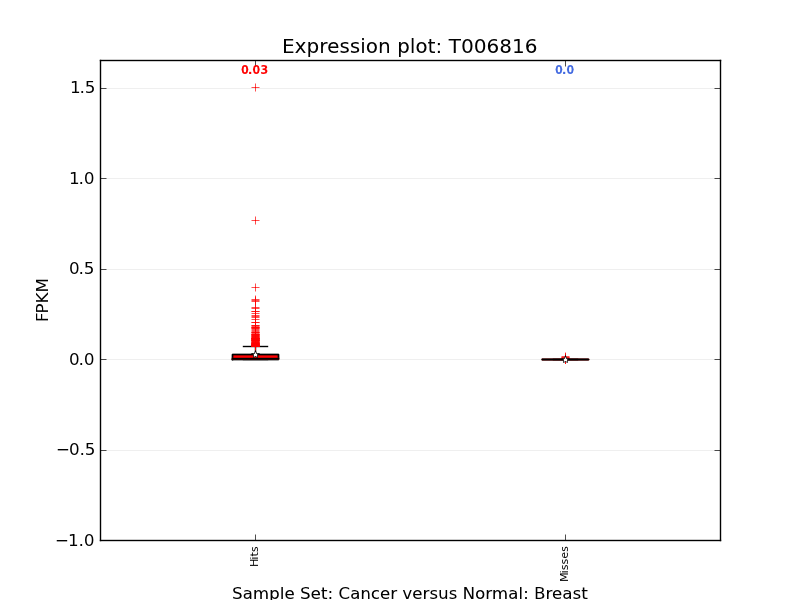 Expression plot: T006816
0.03
0.0
1.5
1.0
0.5
0.0
−0.5
−1.0
FPKM
Hits
Misses
Sample Set: Cancer versus Normal: Breast